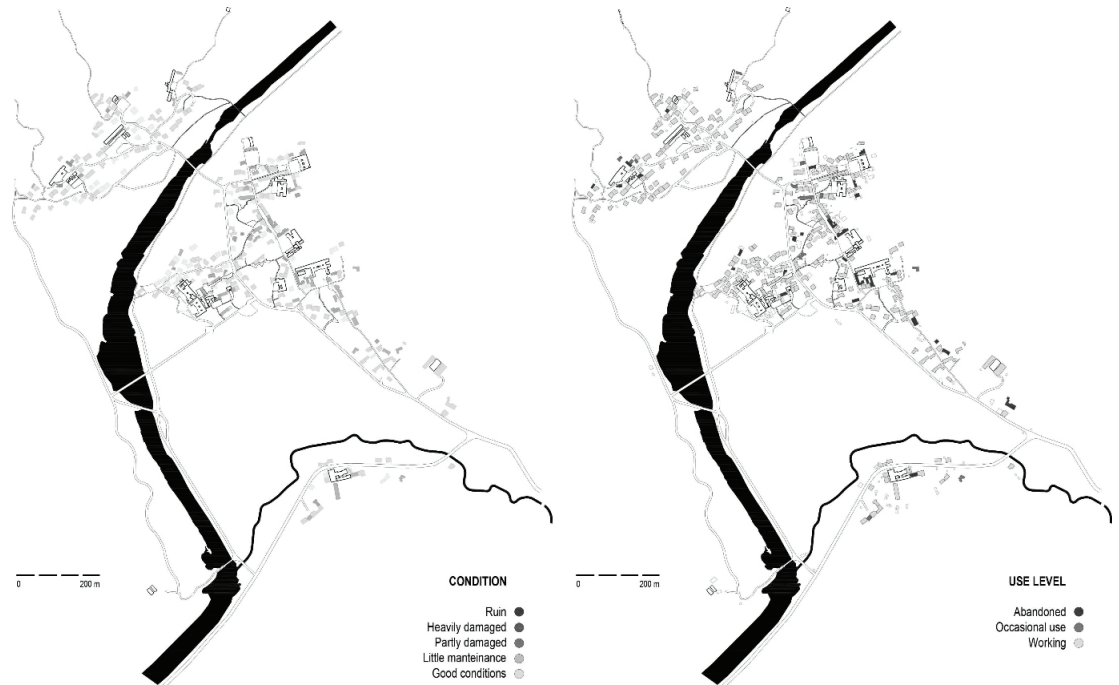 0 200 m
CONDITION
Ruin
Heavily damaged
Partly damaged
Little manteinance
Good conditions
0 200 m
USE LEVEL
Abandoned
Occasional use
Working